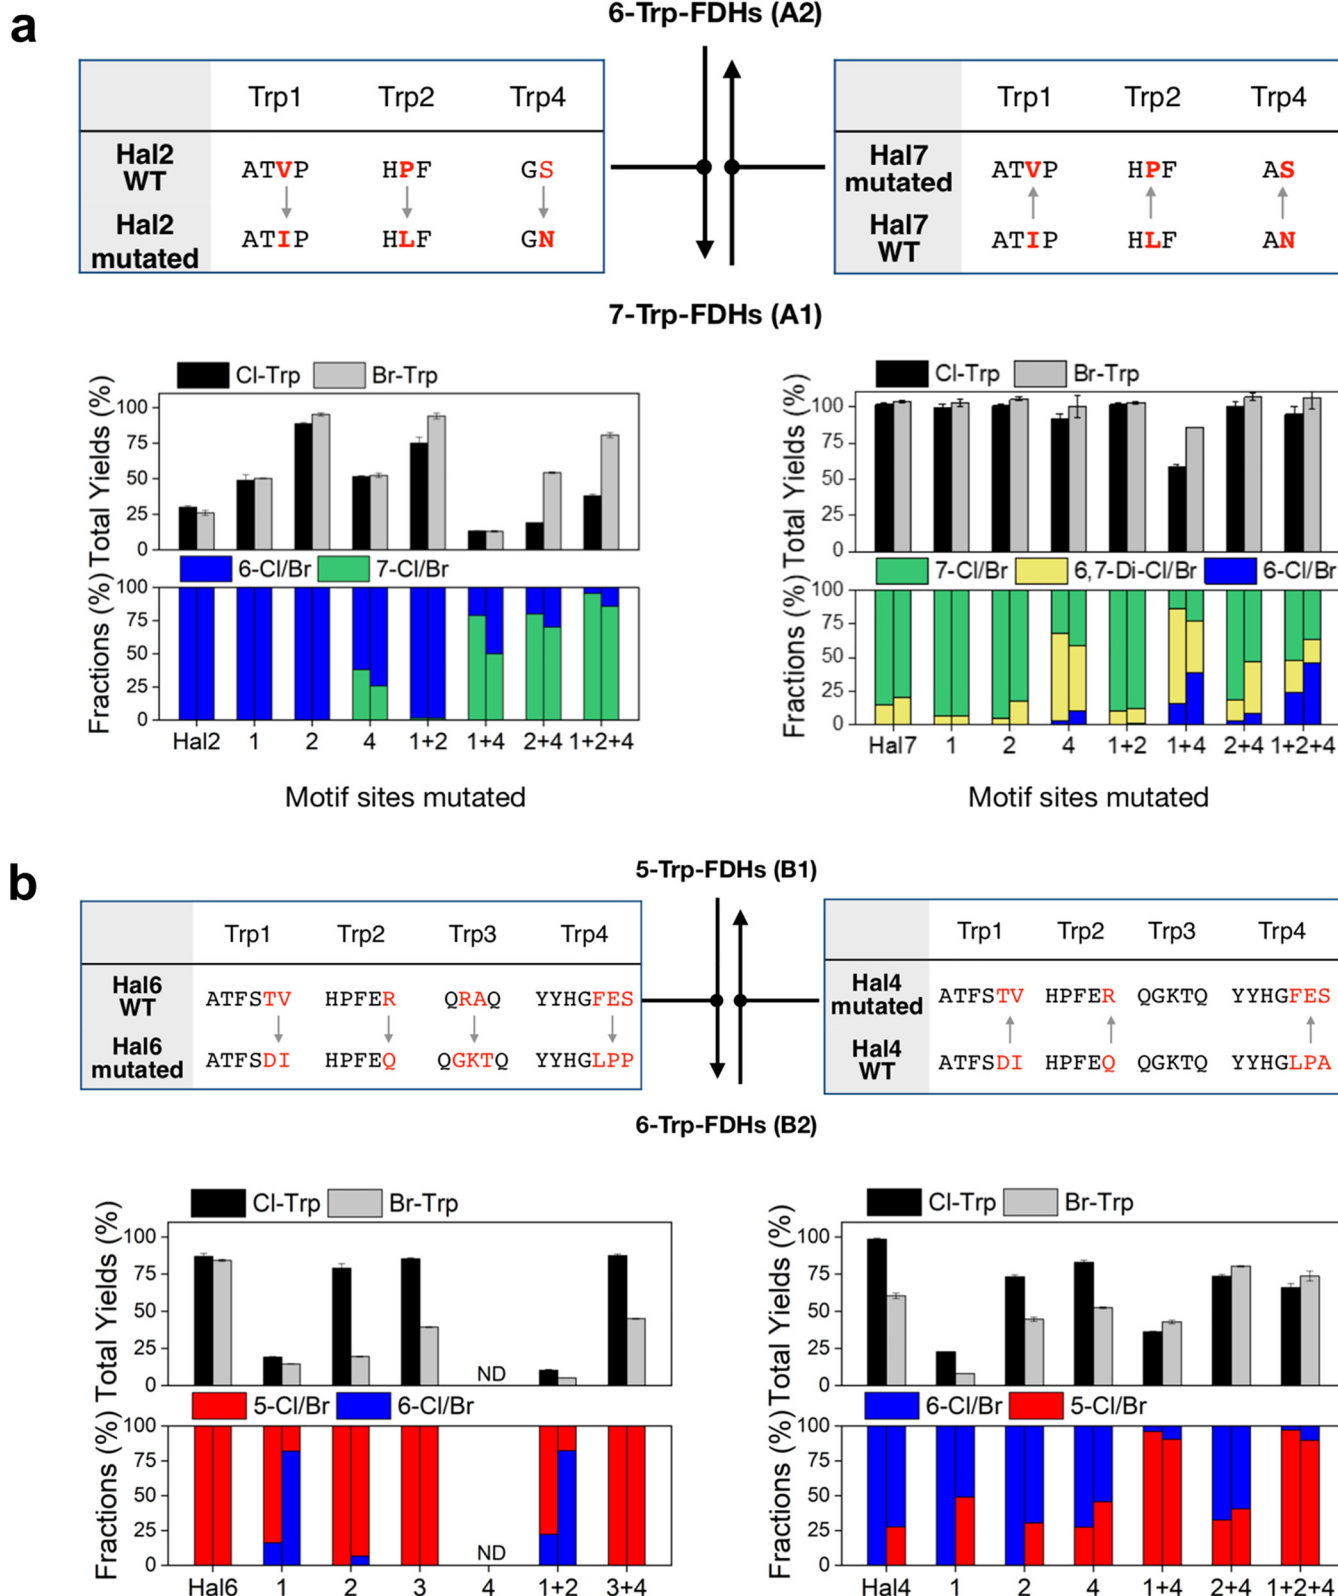 a
6-Trp-FDHs (A2)
Trp1 Trp2 Trp4
Hal2 WT ATVP HPF GS
Hal2 mutated ATIP HLF GN
Trp1 Trp2 Trp4
Hal7 mutated ATVP HPF AS
Hal7 WT ATIP HLF AN
7-Trp-FDHs (A1)
Cl-Trp Br-Trp
Total Yields (%)
100
75
50
25
0
6-Cl/Br 7-Cl/Br
Fractions (%)
100
75
50
25
0
Hal2 1 2 4 1+2 1+4 2+4 1+2+4
Motif sites mutated
Cl-Trp Br-Trp
Total Yields (%)
100
75
50
25
0
7-Cl/Br 6,7-Di-Cl/Br 6-Cl/Br
Fractions (%)
100
75
50
25
0
Hal7 1 2 4 1+2 1+4 2+4 1+2+4
Motif sites mutated
b
5-Trp-FDHs (B1)
Trp1 Trp2 Trp3 Trp4
Hal6 WT ATFSTV HPFER QRAQ YYHGFES
Hal6 mutated ATFSDI HPFEQ QGKTQ YYHGLPP
Trp1 Trp2 Trp3 Trp4
Hal4 mutated ATFSTV HPFER QGKTQ YYHGFES
Hal4 WT ATFSDI HPFEQ QGKTQ YYHGLPA
6-Trp-FDHs (B2)
Cl-Trp Br-Trp
Total Yields (%)
100
75
50
25
0
ND
5-Cl/Br 6-Cl/Br
Fractions (%)
100
75
50
25
0
ND
Hal6 1 2 3 4 1+2 3+4
Cl-Trp Br-Trp
Total Yields (%)
100
75
50
25
0
6-Cl/Br 5-Cl/Br
Fractions (%)
100
75
50
25
0
Hal4 1 2 4 1+4 2+4 1+2+4